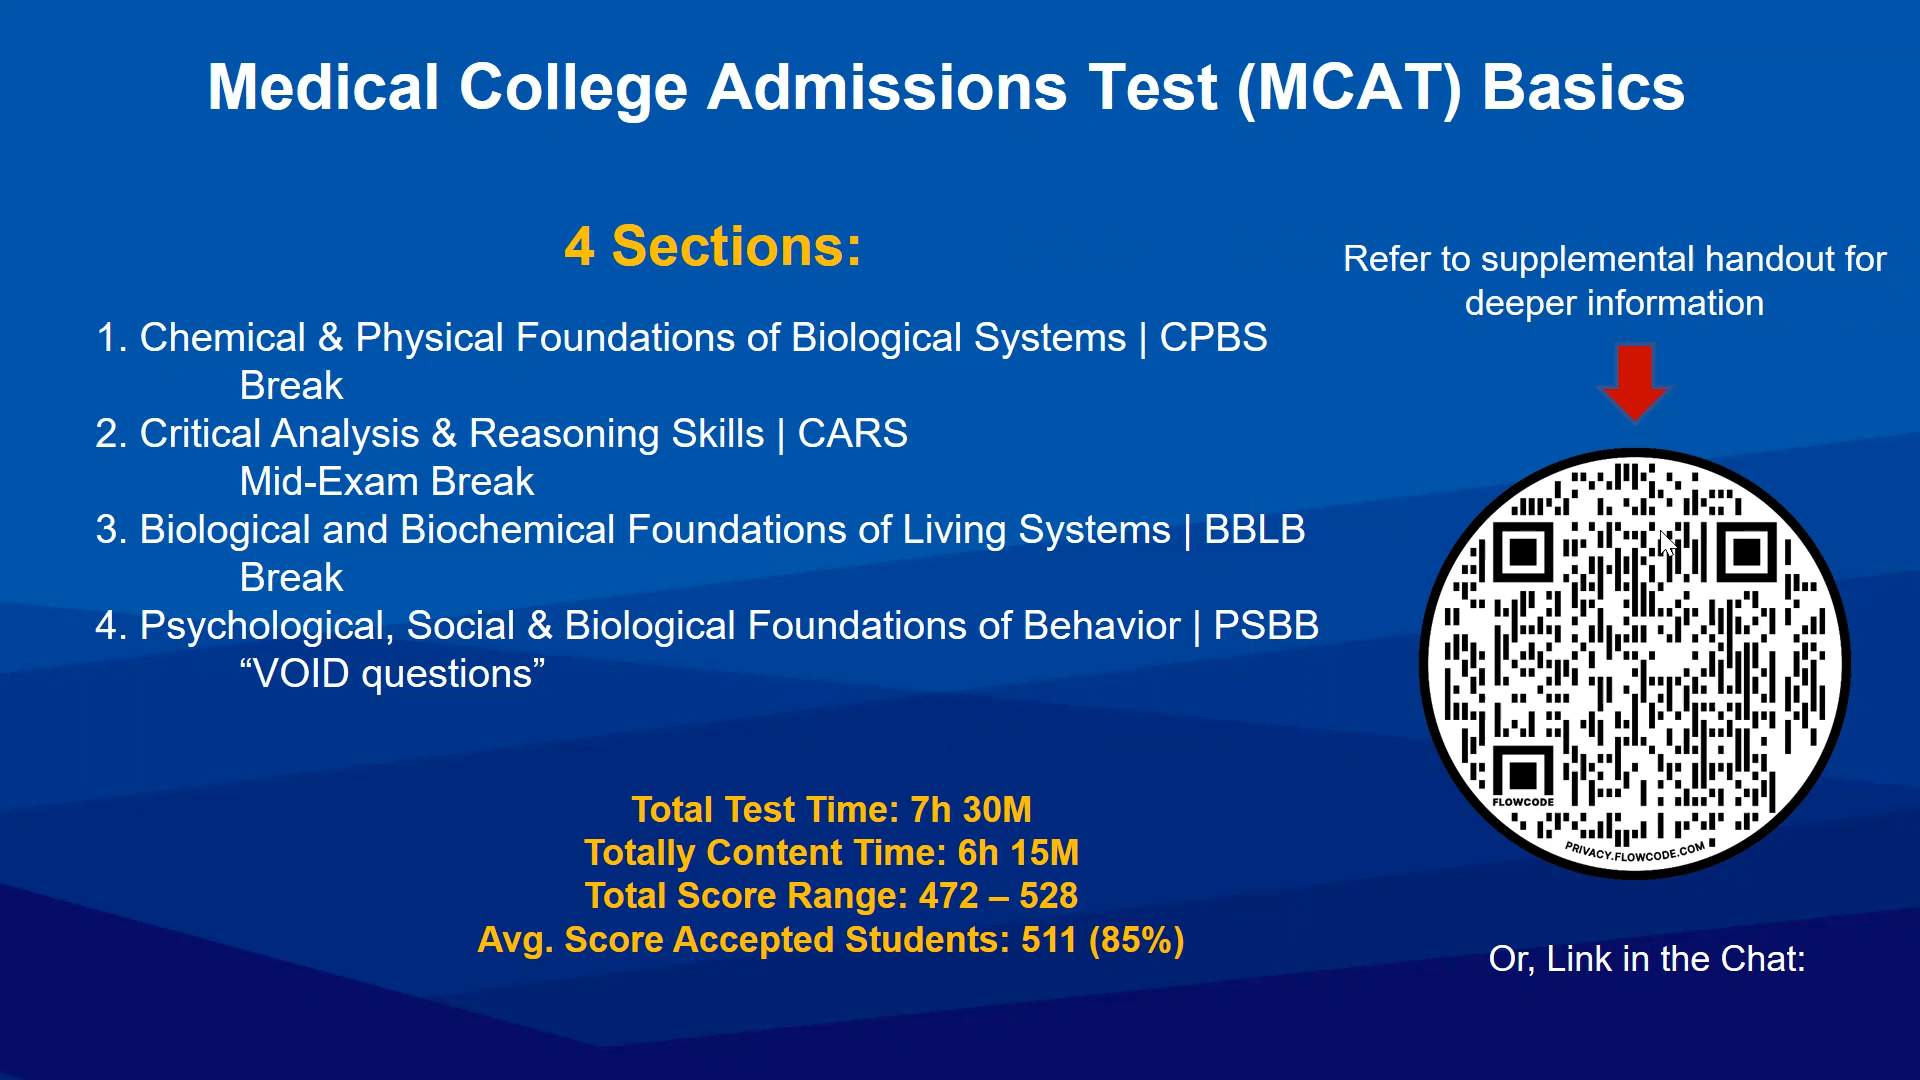 Medical College Admissions Test (MCAT) Basics
4 Sections:
1. Chemical & Physical Foundations of Biological Systems | CPBS
Break
2. Critical Analysis & Reasoning Skills | CARS
Mid-Exam Break
3. Biological and Biochemical Foundations of Living Systems | BBLB
Break
4. Psychological, Social & Biological Foundations of Behavior | PSBB
“VOID questions”
Total Test Time: 7h 30M
Totally Content Time: 6h 15M
Total Score Range: 472 – 528
Avg. Score Accepted Students: 511 (85%)
Refer to supplemental handout for
deeper information
FLOWCODE
PRIVACY.FLOWCODE.COM
Or, Link in the Chat: